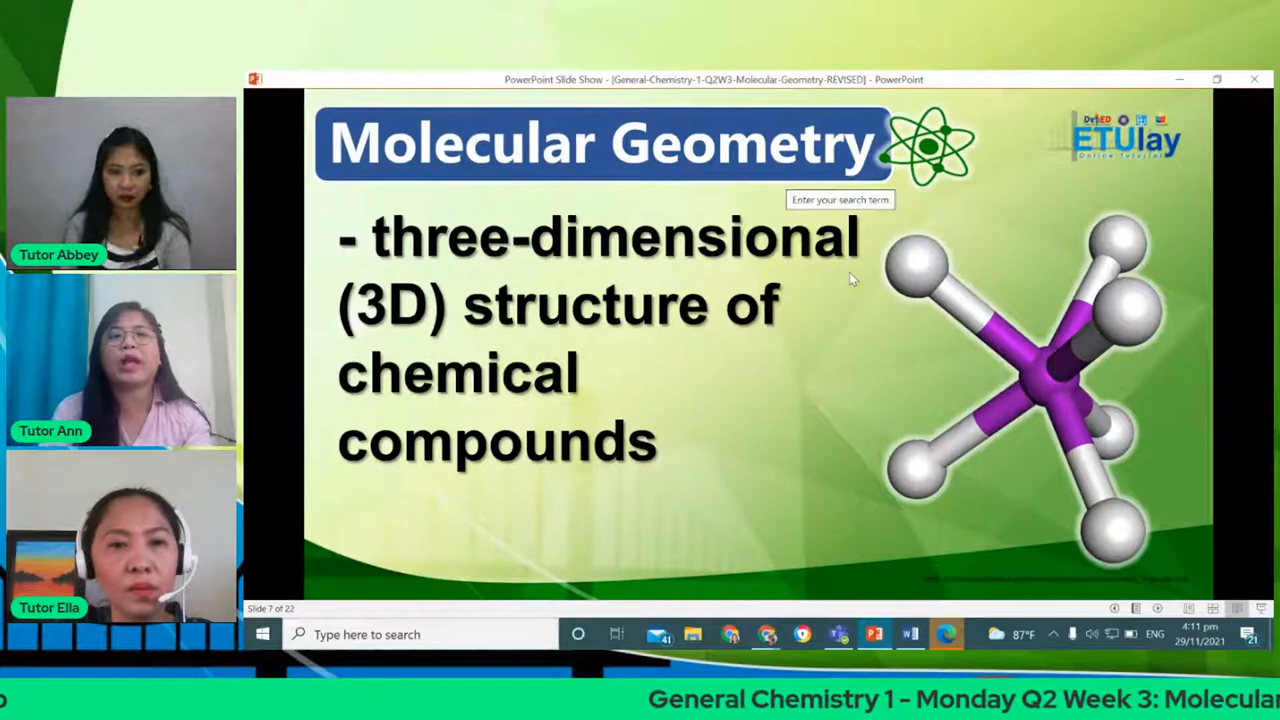 PowerPoint Slide Show - [General-Chemistry-1-Q2W3-Molecular-Geometry-REVISED] - PowerPoint
Molecular Geometry
DepED
ETUlay
Online Tutorial
Enter your search term
- three-dimensional
(3D) structure of
chemical
compounds
Tutor Abbey
Tutor Ann
Tutor Ella
Slide 7 of 22
Type here to search
41
87°F
ENG
4:11 pm
29/11/2021
21
General Chemistry 1 - Monday Q2 Week 3: Molecular